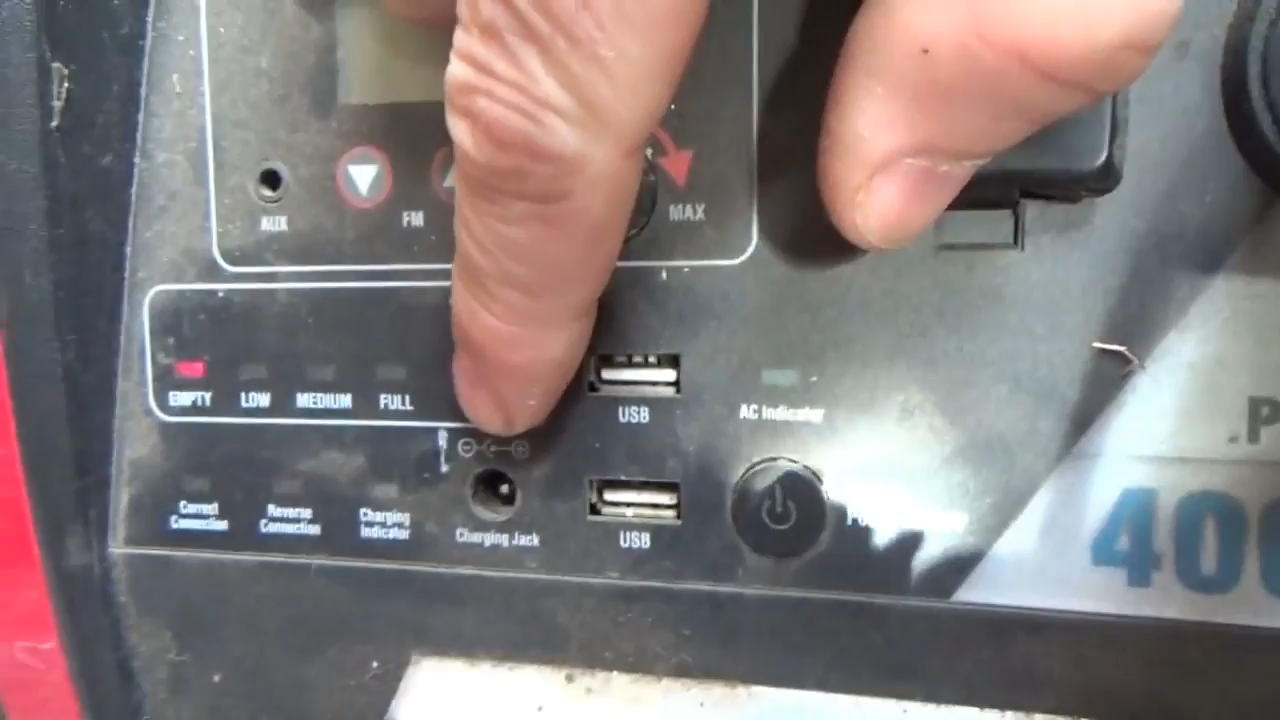 AUX
FM
MAX
EMPTY LOW MEDIUM FULL
USB
AC Indicator
Correct
Connection
Reverse
Connection
Charging
Indicator
Charging Jack
USB
.P
400